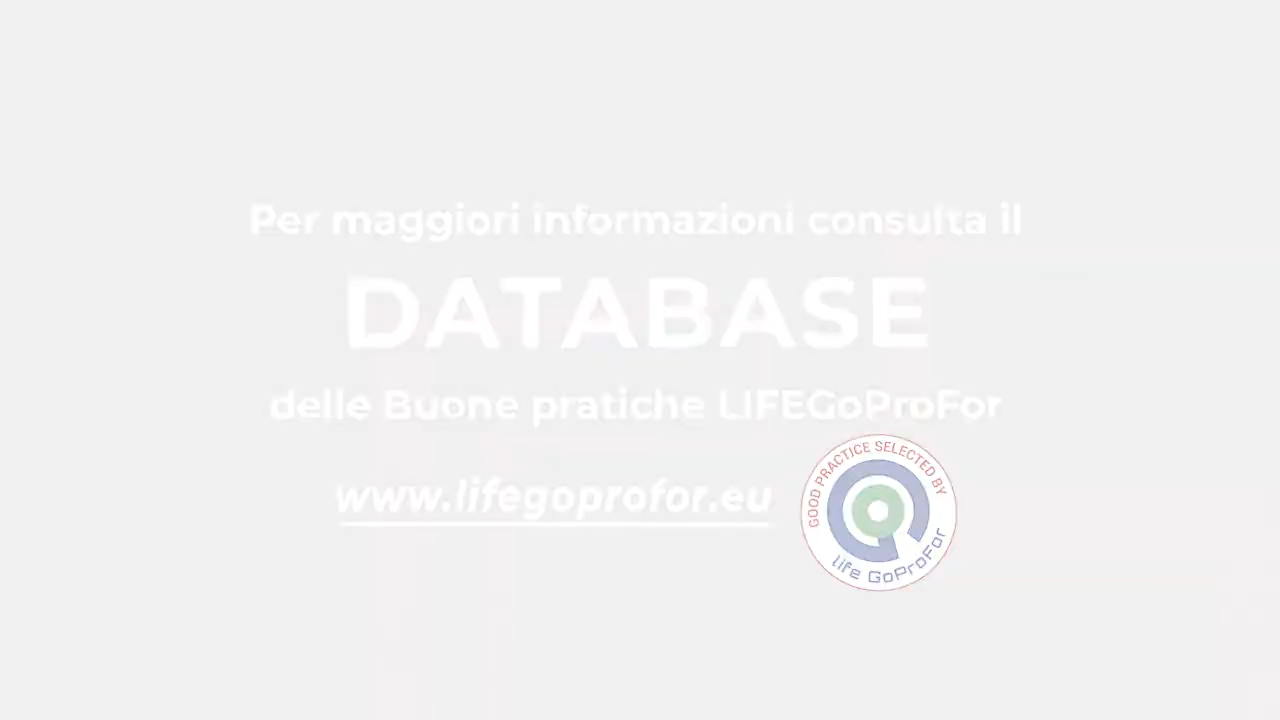 Per maggiori informazioni consulta il
DATABASE
delle Buone pratiche LIFEGoProFor
www.lifegoprofor.eu
GOOD PRACTICE SELECTED BY
life GoProFor